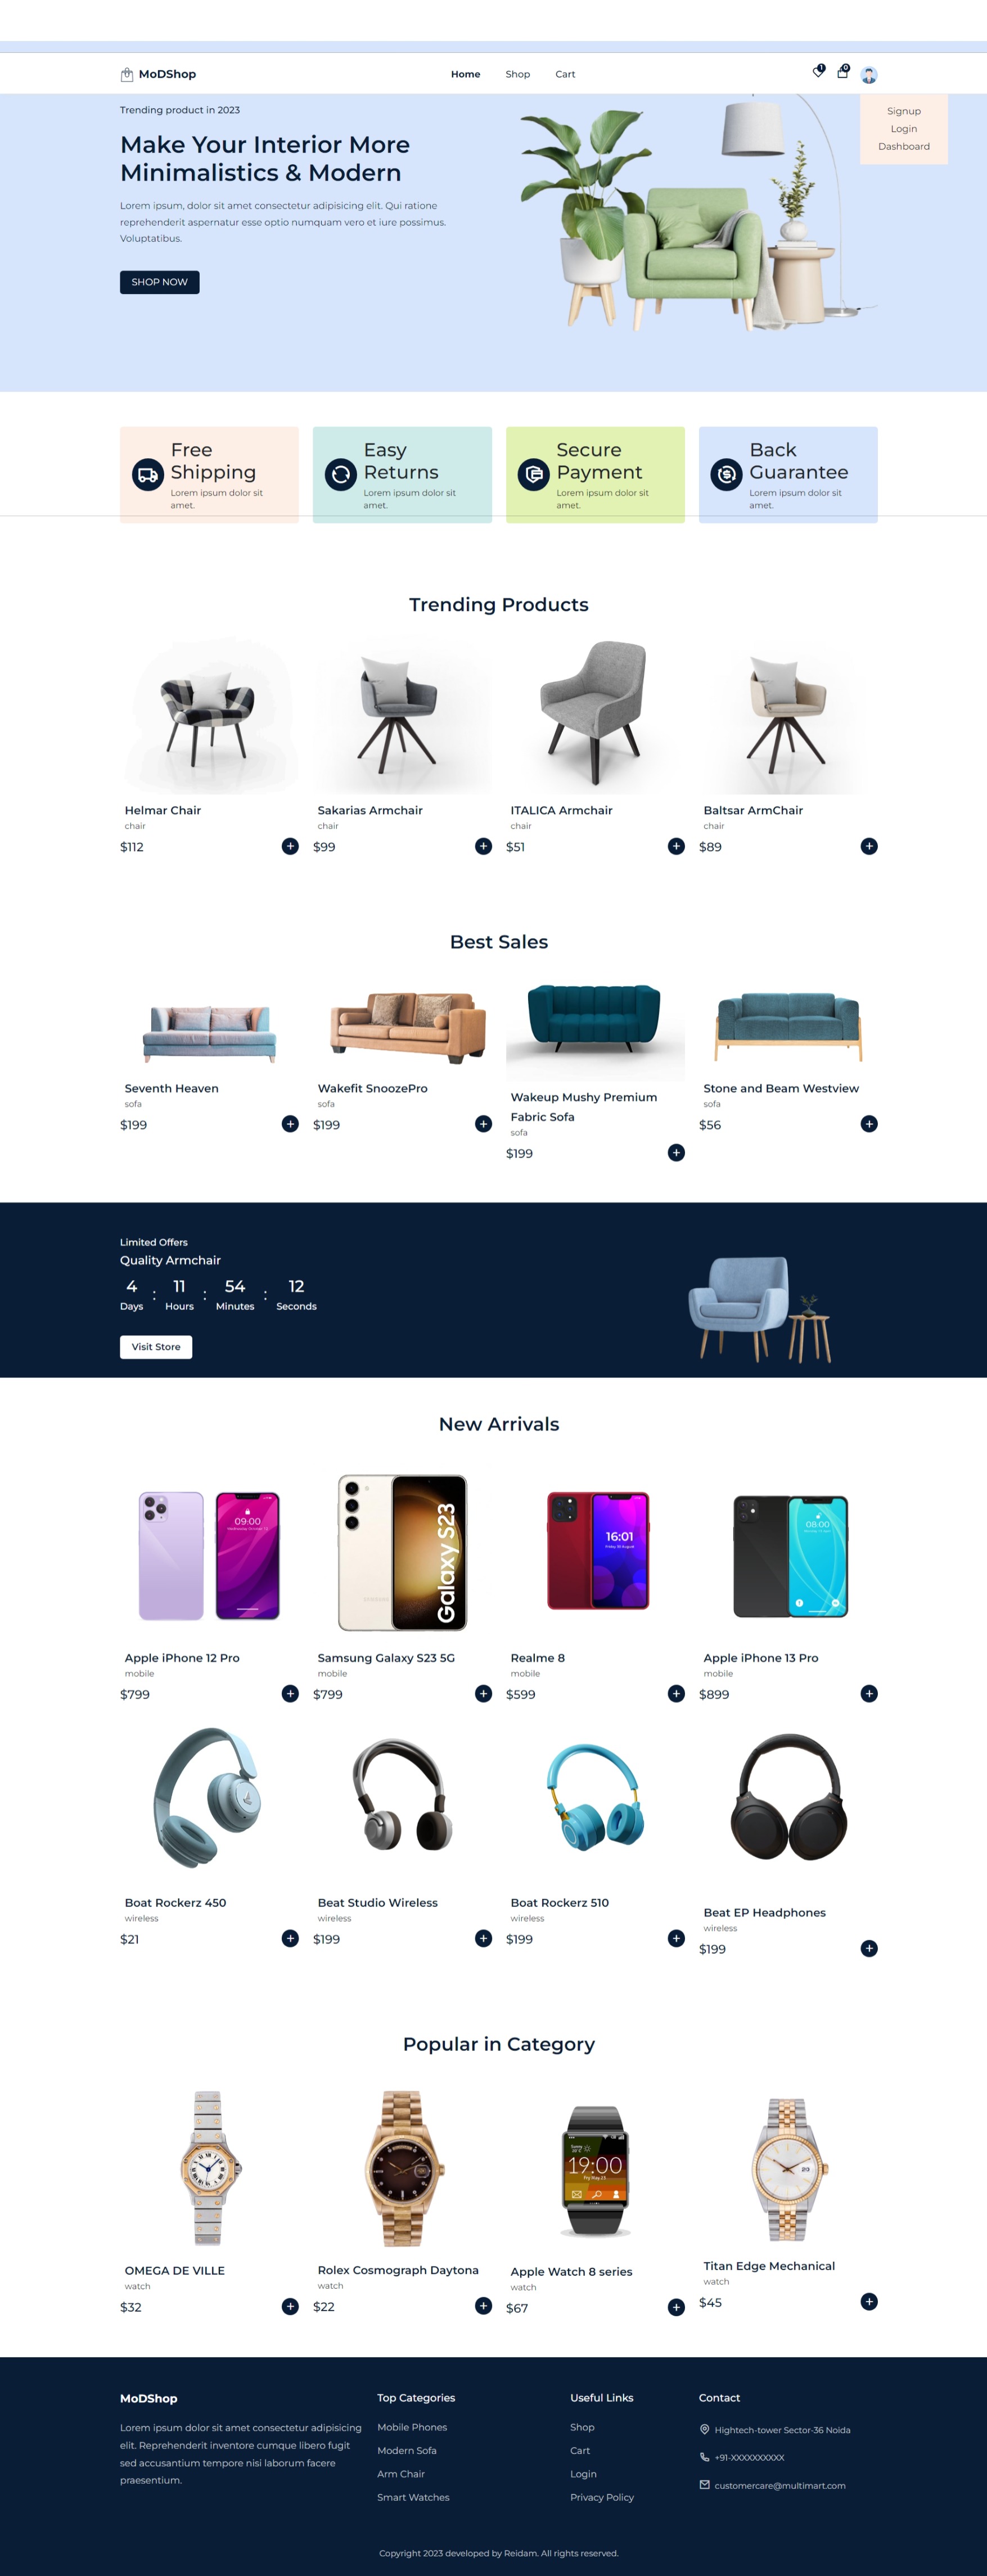 MoDShop
Home Shop Cart
1 0
Signup
Login
Dashboard
Trending product in 2023
Make Your Interior More
Minimalistics & Modern
Lorem ipsum, dolor sit amet consectetur adipisicing elit. Qui ratione
reprehenderit aspernatur esse optio numquam vero et iure possimus.
Voluptatibus.
SHOP NOW
Free
Shipping
Lorem ipsum dolor sit
amet.
Easy
Returns
Lorem ipsum dolor sit
amet.
Secure
Payment
Lorem ipsum dolor sit
amet.
Back
Guarantee
Lorem ipsum dolor sit
amet.
Trending Products
Helmar Chair
chair
$112
Sakarias Armchair
chair
$99
ITALICA Armchair
chair
$51
Baltsar ArmChair
chair
$89
Best Sales
Seventh Heaven
sofa
$199
Wakefit SnoozePro
sofa
$199
Wakeup Mushy Premium
Fabric Sofa
sofa
$199
Stone and Beam Westview
sofa
$56
Limited Offers
Quality Armchair
4 : 11 : 54 : 12
Days Hours Minutes Seconds
Visit Store
New Arrivals
09:00
Galaxy S23
16:01
08:00
Apple iPhone 12 Pro
mobile
$799
Samsung Galaxy S23 5G
mobile
$799
Realme 8
mobile
$599
Apple iPhone 13 Pro
mobile
$899
Boat Rockerz 450
wireless
$21
Beat Studio Wireless
wireless
$199
Boat Rockerz 510
wireless
$199
Beat EP Headphones
wireless
$199
Popular in Category
19:00
Fri May 23
OMEGA DE VILLE
watch
$32
Rolex Cosmograph Daytona
watch
$22
Apple Watch 8 series
watch
$67
Titan Edge Mechanical
watch
$45
MoDShop
Lorem ipsum dolor sit amet consectetur adipisicing
elit. Reprehenderit inventore cumque libero fugit
sed accusantium tempore nisi laborum facere
praesentium.
Top Categories
Mobile Phones
Modern Sofa
Arm Chair
Smart Watches
Useful Links
Shop
Cart
Login
Privacy Policy
Contact
Hightech-tower Sector-36 Noida
+91-XXXXXXXXXX
customercare@multimart.com
Copyright 2023 developed by Reidam. All rights reserved.